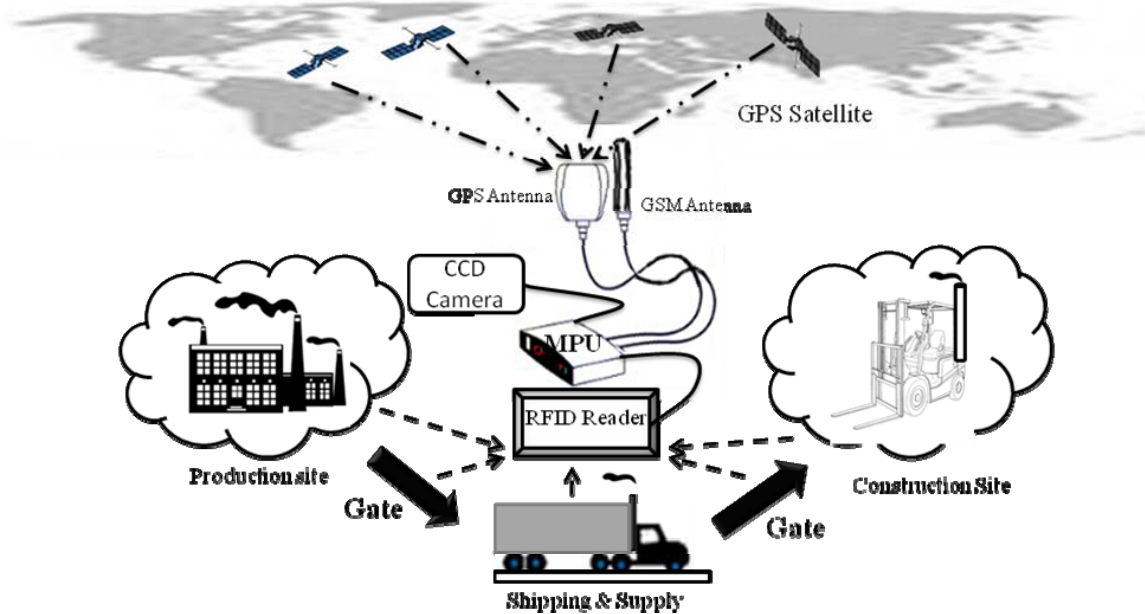 GPS Satellite
GPS Antenna
GSM Antenna
CCD
Camera
MPU
RFID Reader
Production site
Construction Site
Gate
Gate
Shipping & Supply